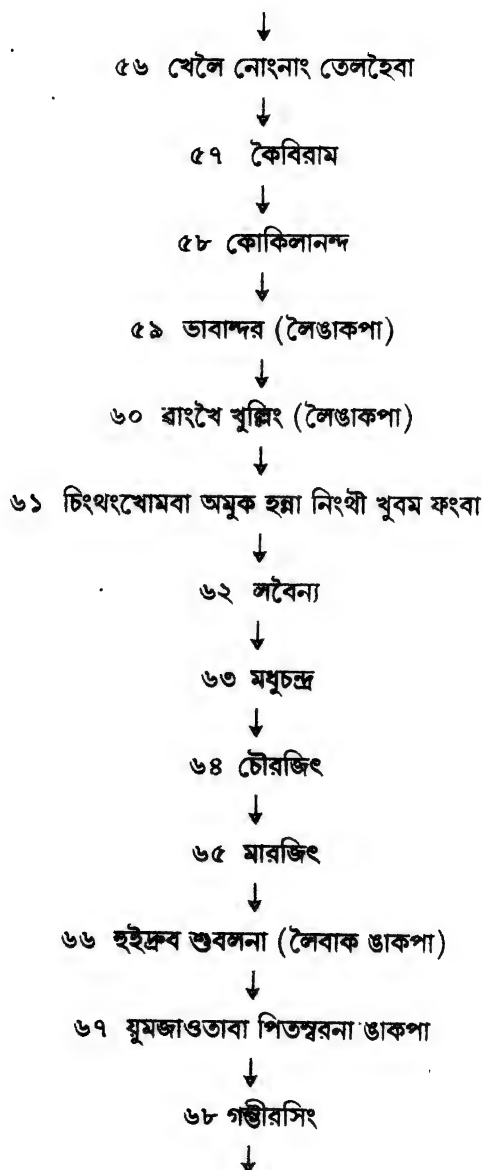 ↓
৫৬ খেলৈ নোংনাং তেলহৈবা
↓
৫৭ কৈবিরাম
↓
৫৮ কোকিলানন্দ
↓
৫৯ ভাবান্দর (লৈঙাকপা)
↓
৬০ ৱাংখৈ খুল্লিং (লৈঙাকপা)
↓
৬১ চিংথংখোমবা অমুক হন্না নিংথৌ খুবম ফংবা
↓
৬২ লবৈন্য
↓
৬৩ মধুচন্দ্র
↓
৬৪ চৌরজিৎ
↓
৬৫ মারজিৎ
↓
৬৬ হুইদ্রুব শুবলনা (লৈবাক ঙাকপা)
↓
৬৭ য়ুমজাওতাবা পিতম্বরনা ঙাকপা
↓
৬৮ গম্ভীরসিং
↓